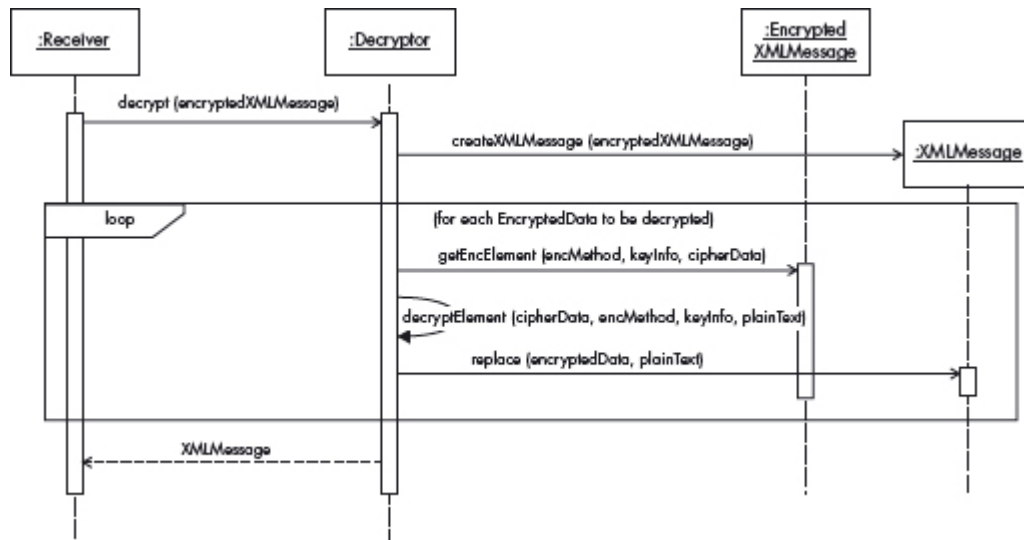 :Receiver
:Decryptor
:Encrypted
XMLMessage
decrypt (encryptedXMLMessage)
createXMLMessage (encryptedXMLMessage)
:XMLMessage
loop
(for each EncryptedData to be decrypted)
getEncElement (encMethod, keyInfo, cipherData)
decryptElement (cipherData, encMethod, keyInfo, plainText)
replace (encryptedData, plainText)
XMLMessage